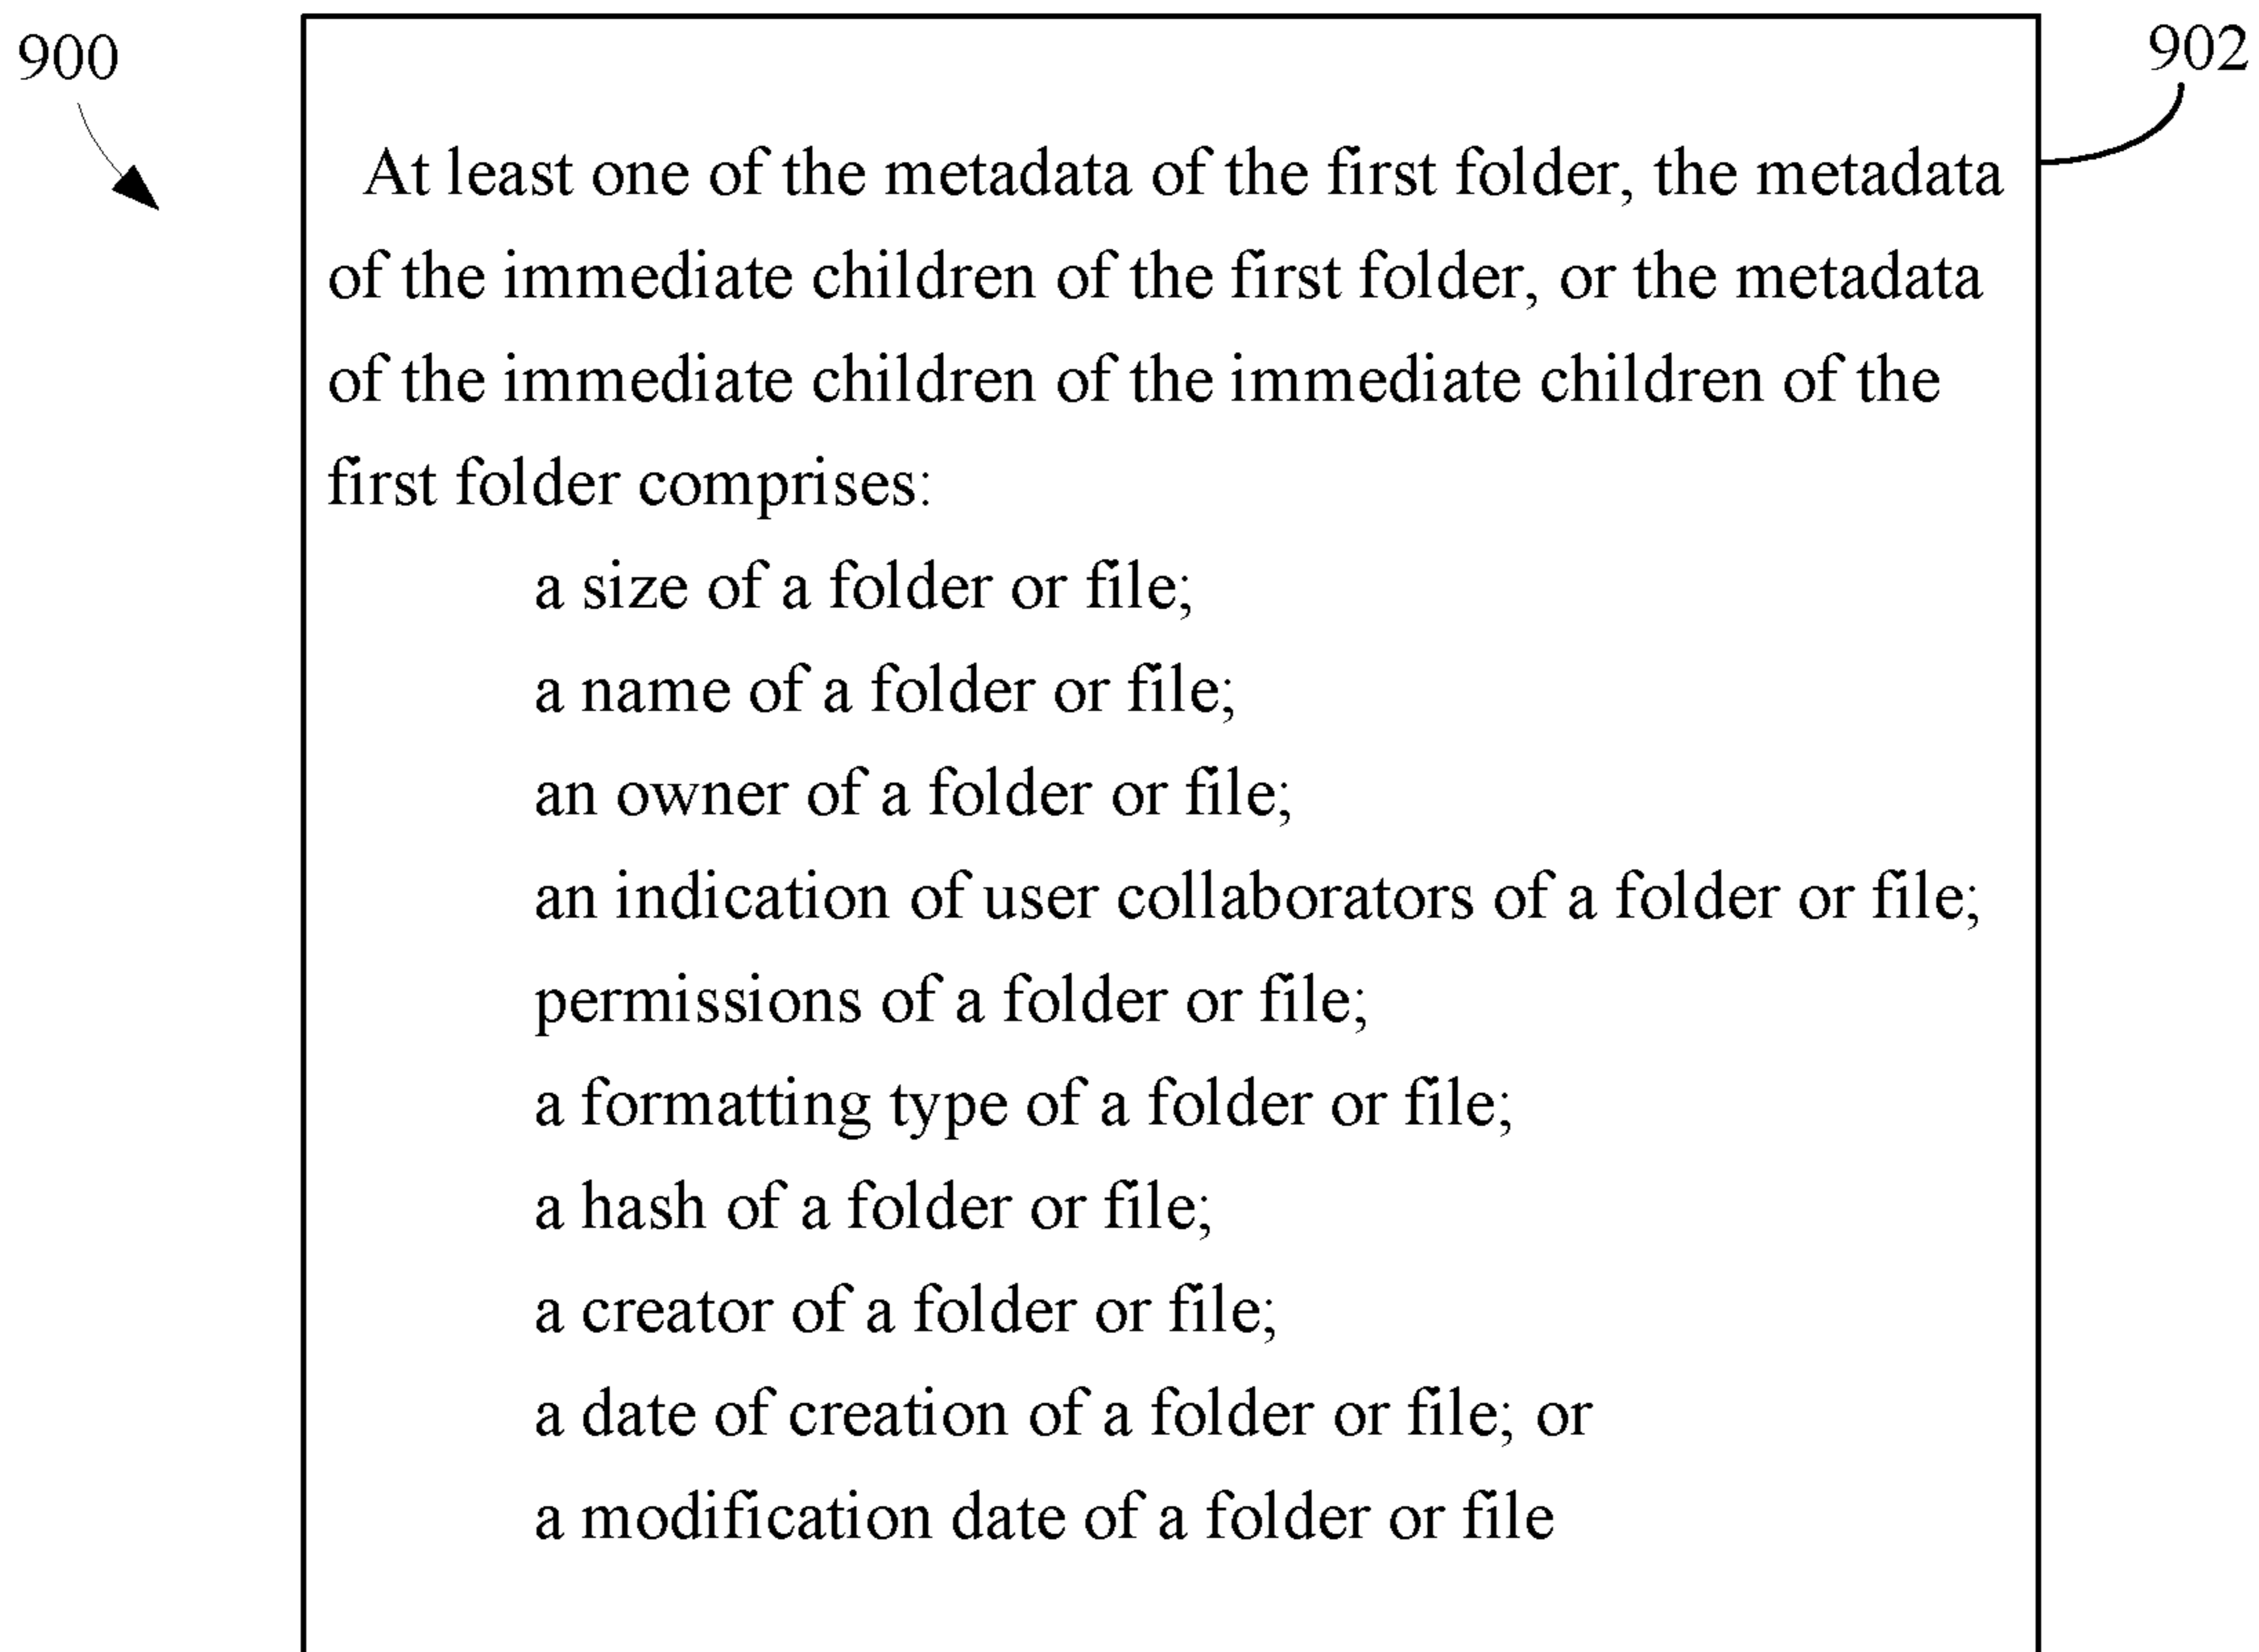 900
902
At least one of the metadata of the first folder, the metadata
of the immediate children of the first folder, or the metadata
of the immediate children of the immediate children of the
first folder comprises:
a size of a folder or file;
a name of a folder or file;
an owner of a folder or file;
an indication of user collaborators of a folder or file;
permissions of a folder or file;
a formatting type of a folder or file;
a hash of a folder or file;
a creator of a folder or file;
a date of creation of a folder or file; or
a modification date of a folder or file